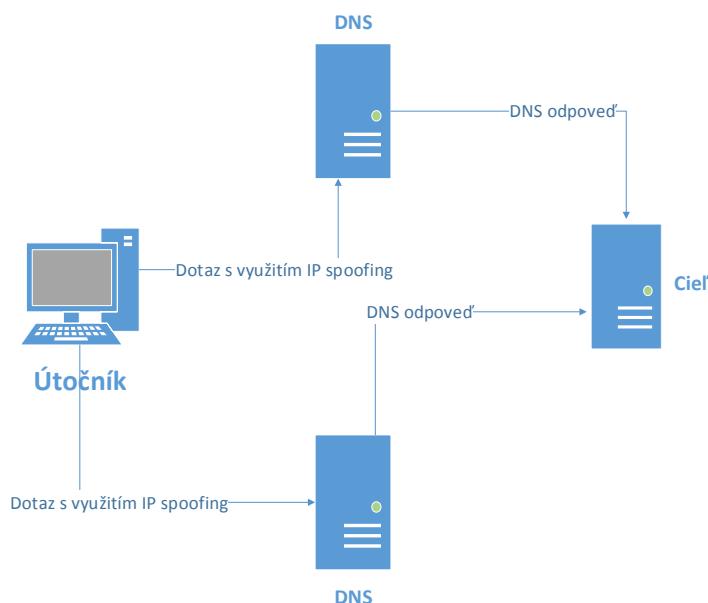 DNS
DNS odpoveď
Dotaz s využitím IP spoofing
Cieľ
DNS odpoveď
Útočník
Dotaz s využitím IP spoofing
DNS